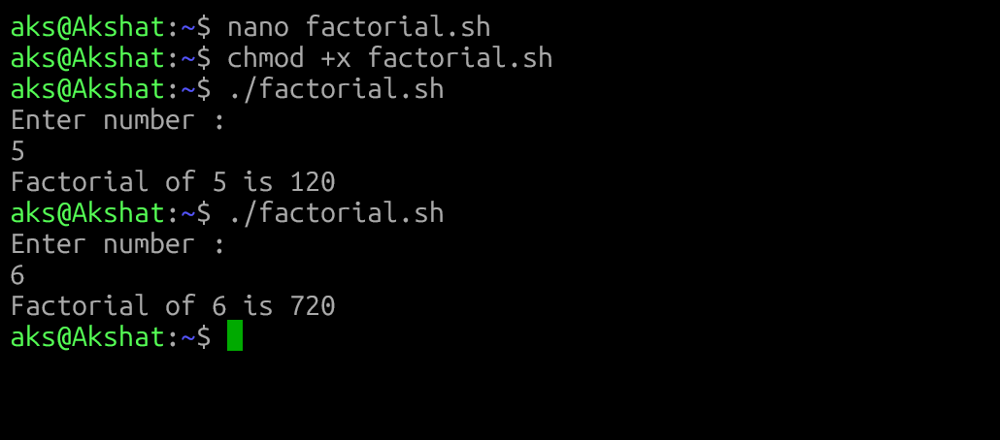 aks@Akshat:~$ nano factorial.sh
aks@Akshat:~$ chmod +x factorial.sh
aks@Akshat:~$ ./factorial.sh
Enter number :
5
Factorial of 5 is 120
aks@Akshat:~$ ./factorial.sh
Enter number :
6
Factorial of 6 is 720
aks@Akshat:~$